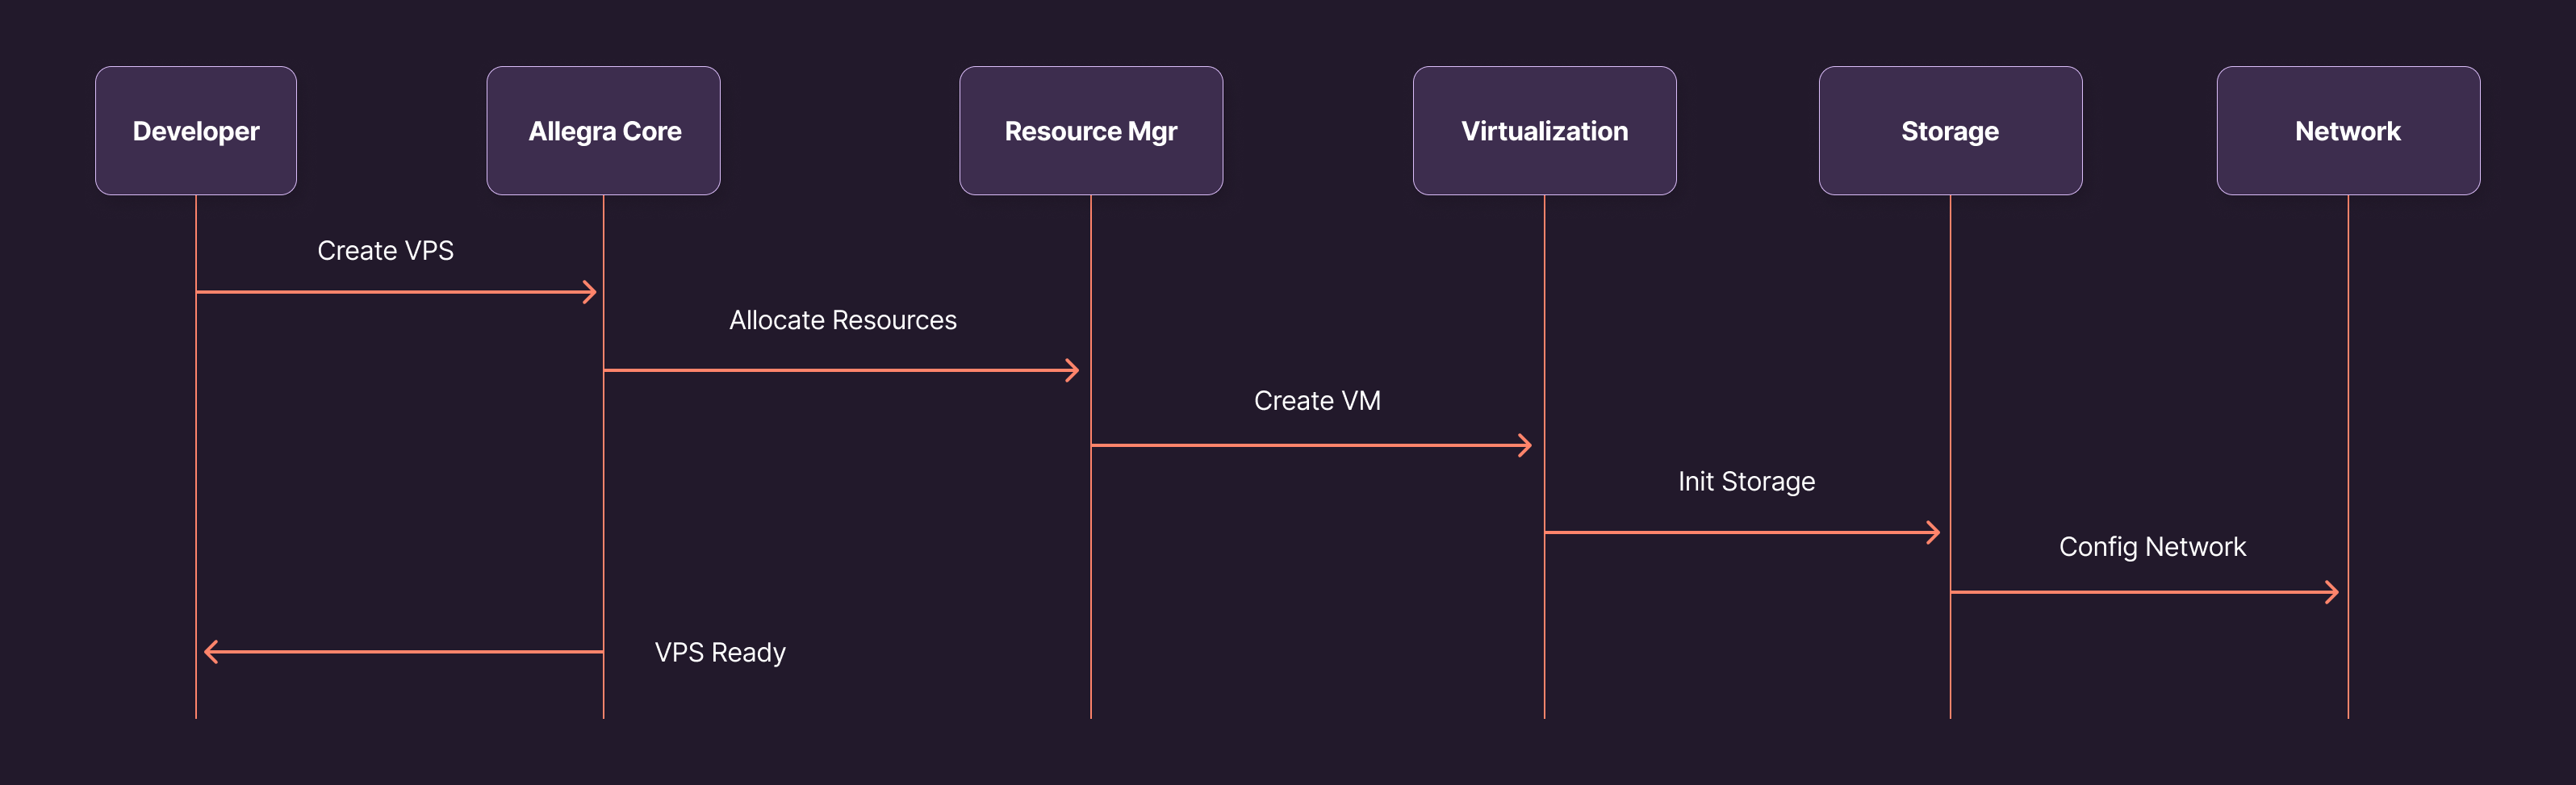 Developer
Allegra Core
Resource Mgr
Virtualization
Storage
Network
Create VPS
Allocate Resources
Create VM
Init Storage
Config Network
VPS Ready